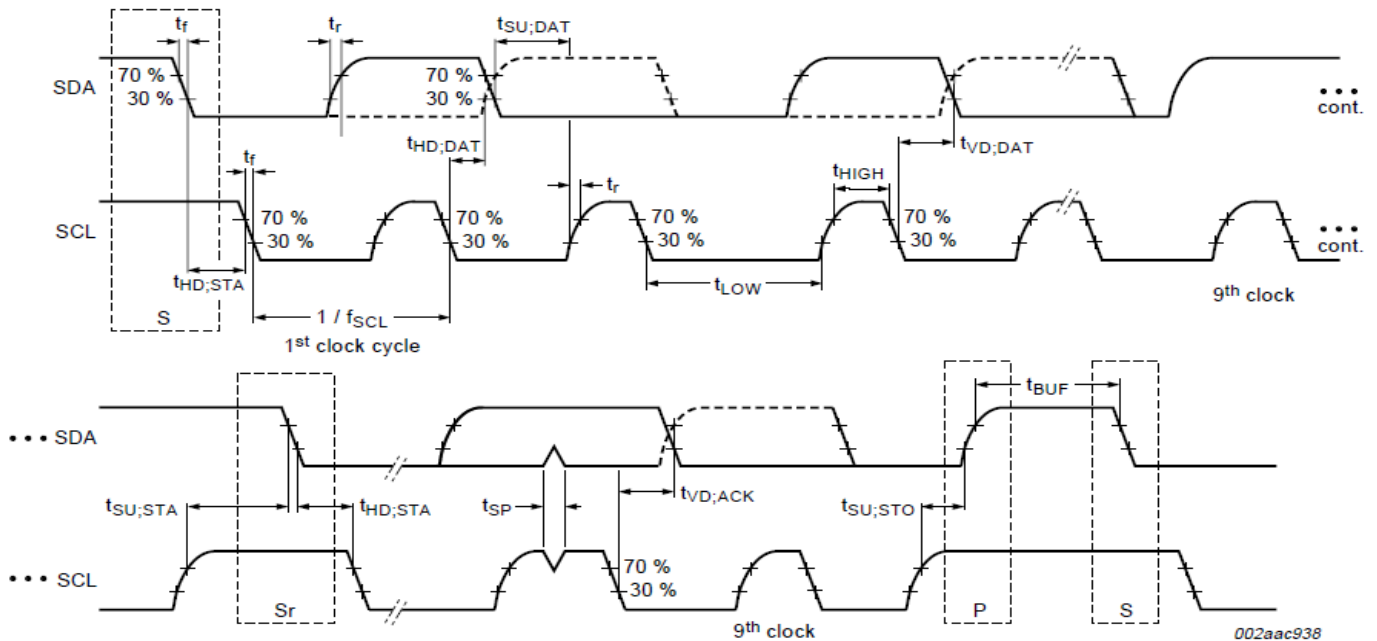 tf tr tSU;DAT
70 % 70 %
SDA
30 % 30 %
cont.
tHD;DAT tVD;DAT
tf tHIGH
tr
70 % 70 % 70 % 70 %
SCL
30 % 30 % 30 % 30 %
cont.
tHD;STA tLOW
9th clock
S 1 / fSCL
1st clock cycle
tBUF
••• SDA
tSU;STA tHD;STA tSP tVD;ACK tSU;STO
70 %
••• SCL 30 %
Sr P S
9th clock 002aac938